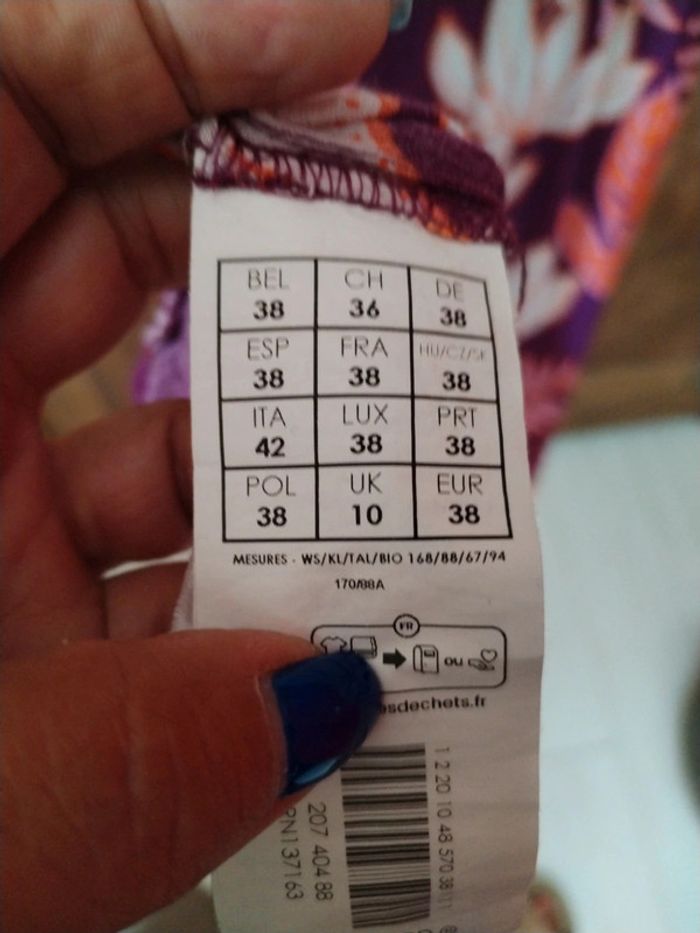 BEL CH DE
38 36 38
ESP FRA HU/CZ/SK
38 38 38
ITA LUX PRT
42 38 38
POL UK EUR
38 10 38
MESURES - WS/KL/TAL/BIO 168/88/67/94
170/88A
FR
OU
esdechets.fr
1 2 20 10 48 570 38
207 404 88
RN137163